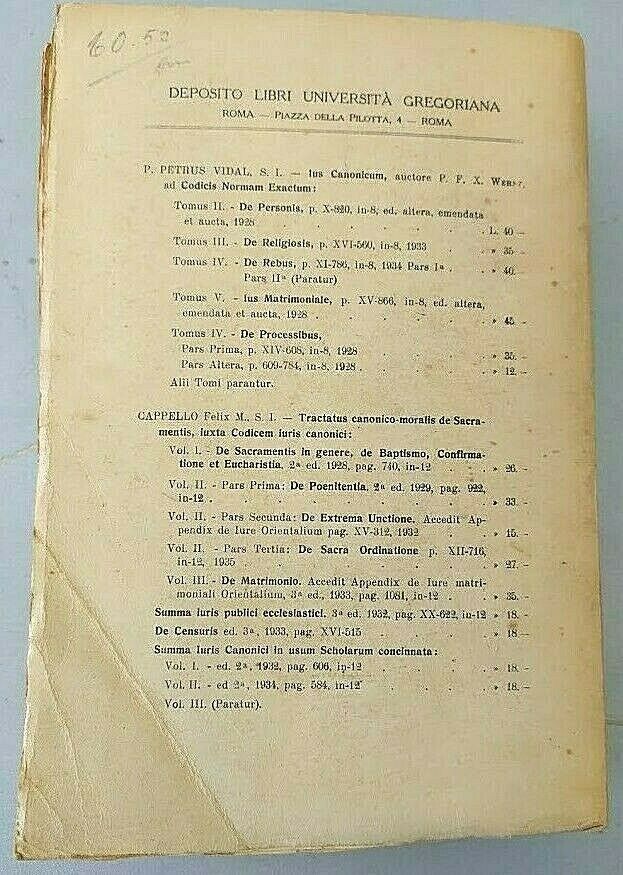 60.52
DEPOSITO LIBRI UNIVERSITÀ GREGORIANA
ROMA — PIAZZA DELLA PILOTTA, 4 — ROMA
P. PETRUS VIDAL, S. I. — Ius Canonicum, auctore P. F. X. WERNZ,
ad Codicis Normam Exactum:
Tomus II. - De Personis, p. X-820, in-8, ed. altera, emendata
et aucta, 1928 . . . . . . . L. 40 —
Tomus III. - De Religiosis, p. XVI-560, in-8, 1933 . . » 35 —
Tomus IV. - De Rebus, p. XI-786, in-8, 1934 Pars Iª . . » 40.—
Pars IIª (Paratur)
Tomus V. - Ius Matrimoniale, p. XV-866, in-8, ed. altera,
emendata et aucta, 1928 . . . . . . » 45. -
Tomus IV. - De Processibus,
Pars Prima, p. XIV-608, in-8, 1928 . . . . » 35. -
Pars Altera, p. 609-784, in-8, 1928 . . . . » 12. —
Alii Tomi parantur.
CAPPELLO Felix M., S. I. — Tractatus canonico-moralis de Sacra-
mentis, iuxta Codicem iuris canonici:
Vol. I. - De Sacramentis in genere, de Baptismo, Confirma-
tione et Eucharistia, 2ª ed. 1928, pag. 740, in-12 . . » 26. -
Vol. II. - Pars Prima: De Poenitentia. 2ª ed. 1929, pag. 922,
in-12 . . . . . . . . » 33. —
Vol. II. - Pars Secunda: De Extrema Unctione. Accedit Ap-
pendix de Iure Orientalium pag. XV-312, 1932 . . » 15. —
Vol. II. - Pars Tertia: De Sacra Ordinatione p. XII-716,
in-12, 1935 . . . . . . . » 27. —
Vol. III. - De Matrimonio. Accedit Appendix de Iure matri-
moniali Orientalium, 3ª ed., 1933, pag. 1081, in-12 . » 35. —
Summa iuris publici ecclesiastici. 3ª ed. 1932, pag. XX-622, in-12 » 18. —
De Censuris ed. 3ª, 1933, pag. XVI-515 . . . . » 18 —
Summa Iuris Canonici in usum Scholarum concinnata:
Vol. I. - ed. 2ª, 1932, pag. 606, in-12 . . . . » 18. -
Vol. II. - ed 2ª, 1934, pag. 584, in-12 . . . . » 18. —
Vol. III. (Paratur).